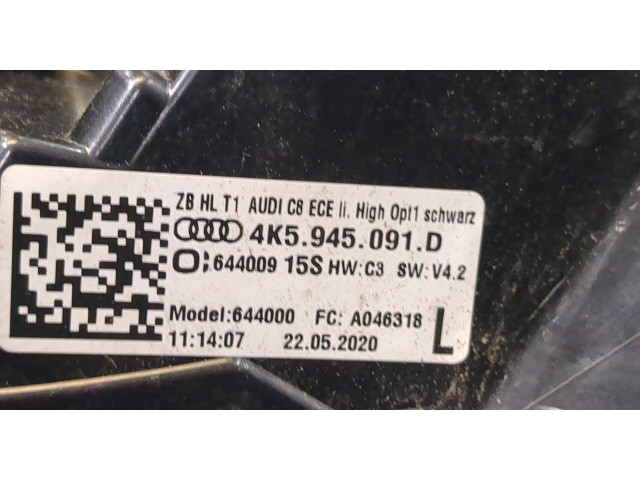 ZB HL T1 AUDI C8 ECE li. High Opt1 schwarz
4K5.945.091.D
644009 15S HW:C3 SW:V4.2
Model:644000 FC: A046318 L
11:14:07 22.05.2020